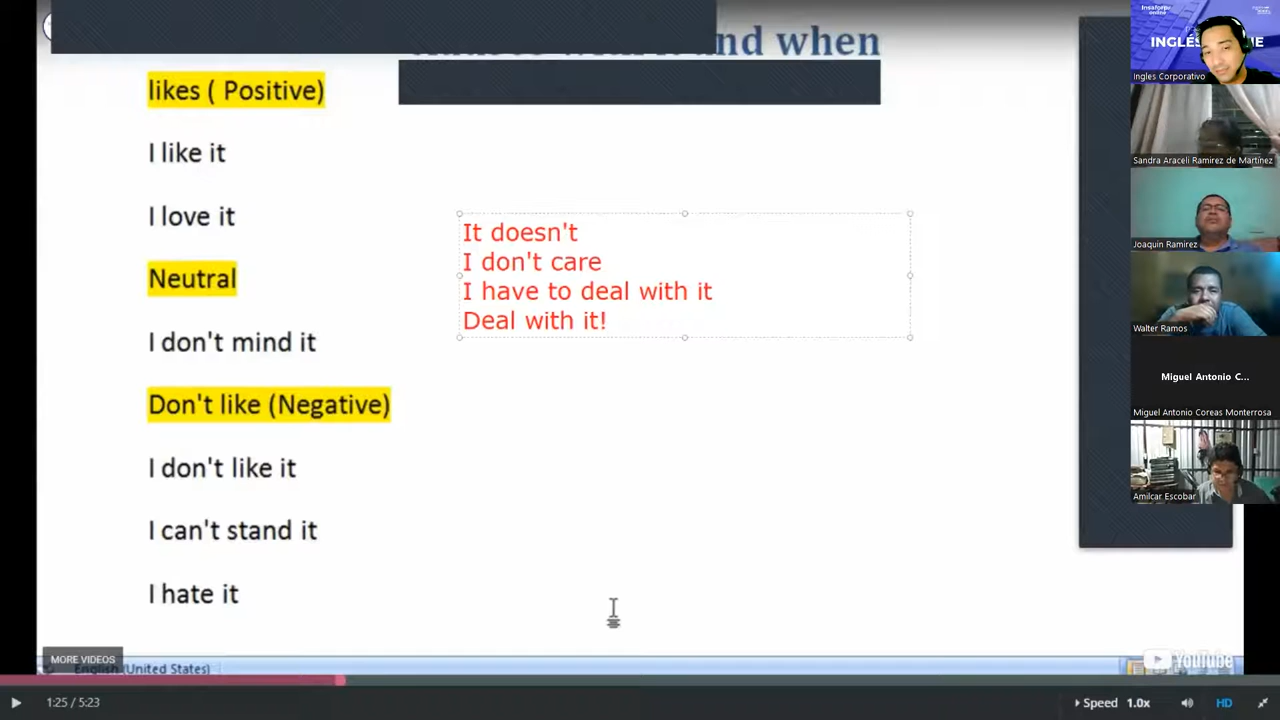 and when
likes ( Positive)
I like it
I love it
Neutral
I don't mind it
Don't like (Negative)
I don't like it
I can't stand it
I hate it
It doesn't
I don't care
I have to deal with it
Deal with it!
MORE VIDEOS
English (United States)
YouTube
1:25 / 5:23
Speed 1.0x
HD
Insaforp
online
INGLÉS
Ingles Corporativo
Sandra Araceli Ramirez de Martinez
Joaquin Ramirez
Walter Ramos
Miguel Antonio C...
Miguel Antonio Coreas Monterrosa
Amilcar Escobar